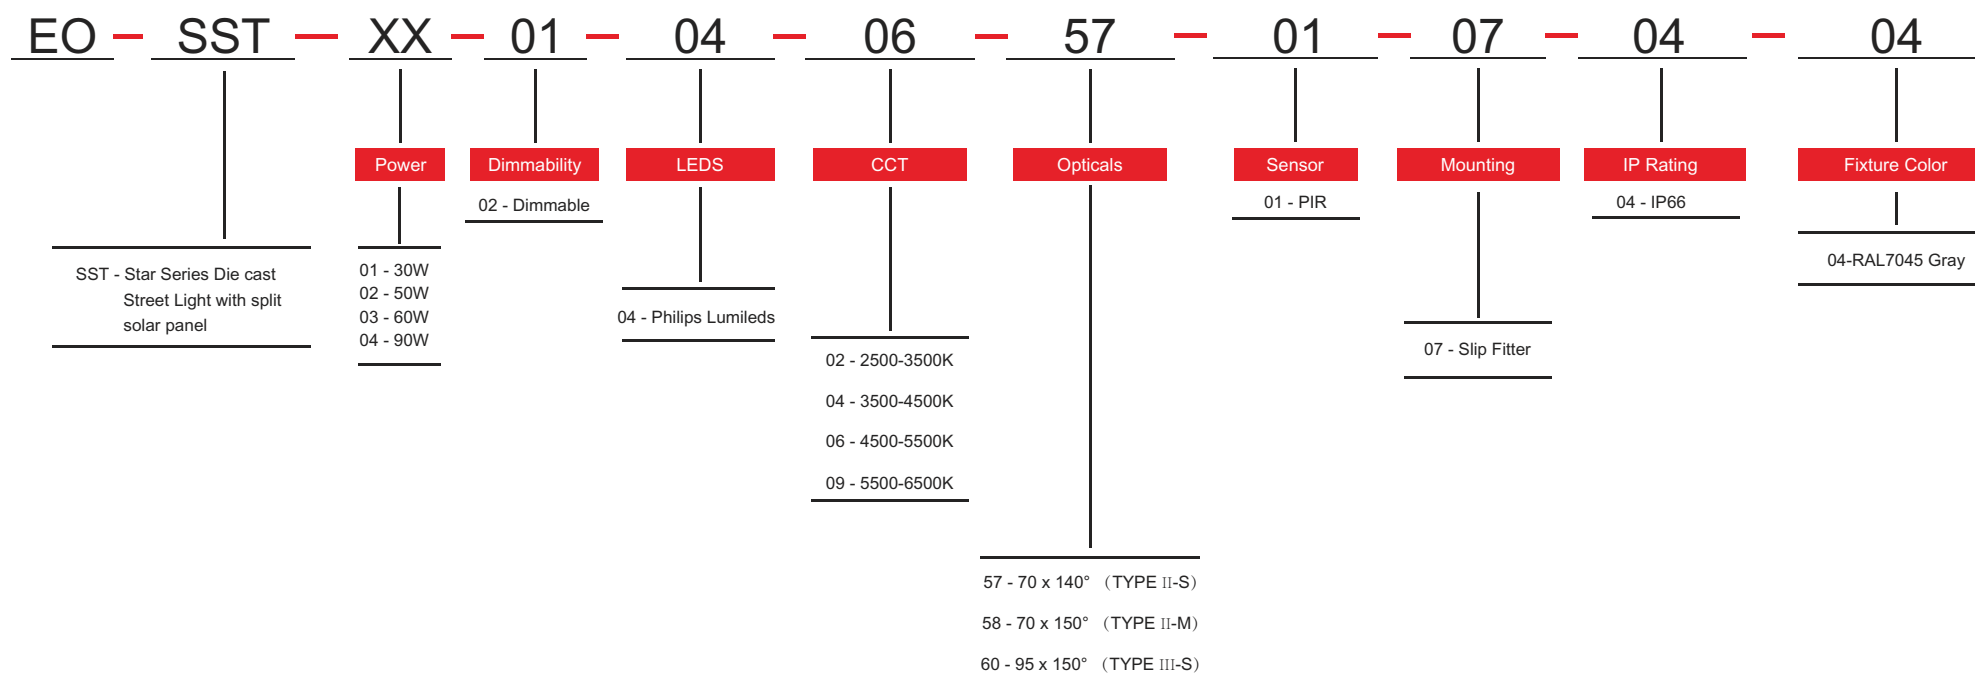 EO — SST — XX — 01 — 04 — 06 — 57 — 01 — 07 — 04 — 04
Power
Dimmability
LEDS
CCT
Opticals
Sensor
Mounting
IP Rating
Fixture Color
SST - Star Series Die cast
Street Light with split
solar panel
01 - 30W
02 - 50W
03 - 60W
04 - 90W
02 - Dimmable
04 - Philips Lumileds
02 - 2500-3500K
04 - 3500-4500K
06 - 4500-5500K
09 - 5500-6500K
57 - 70 x 140° (TYPE II-S)
58 - 70 x 150° (TYPE II-M)
60 - 95 x 150° (TYPE III-S)
01 - PIR
07 - Slip Fitter
04 - IP66
04-RAL7045 Gray